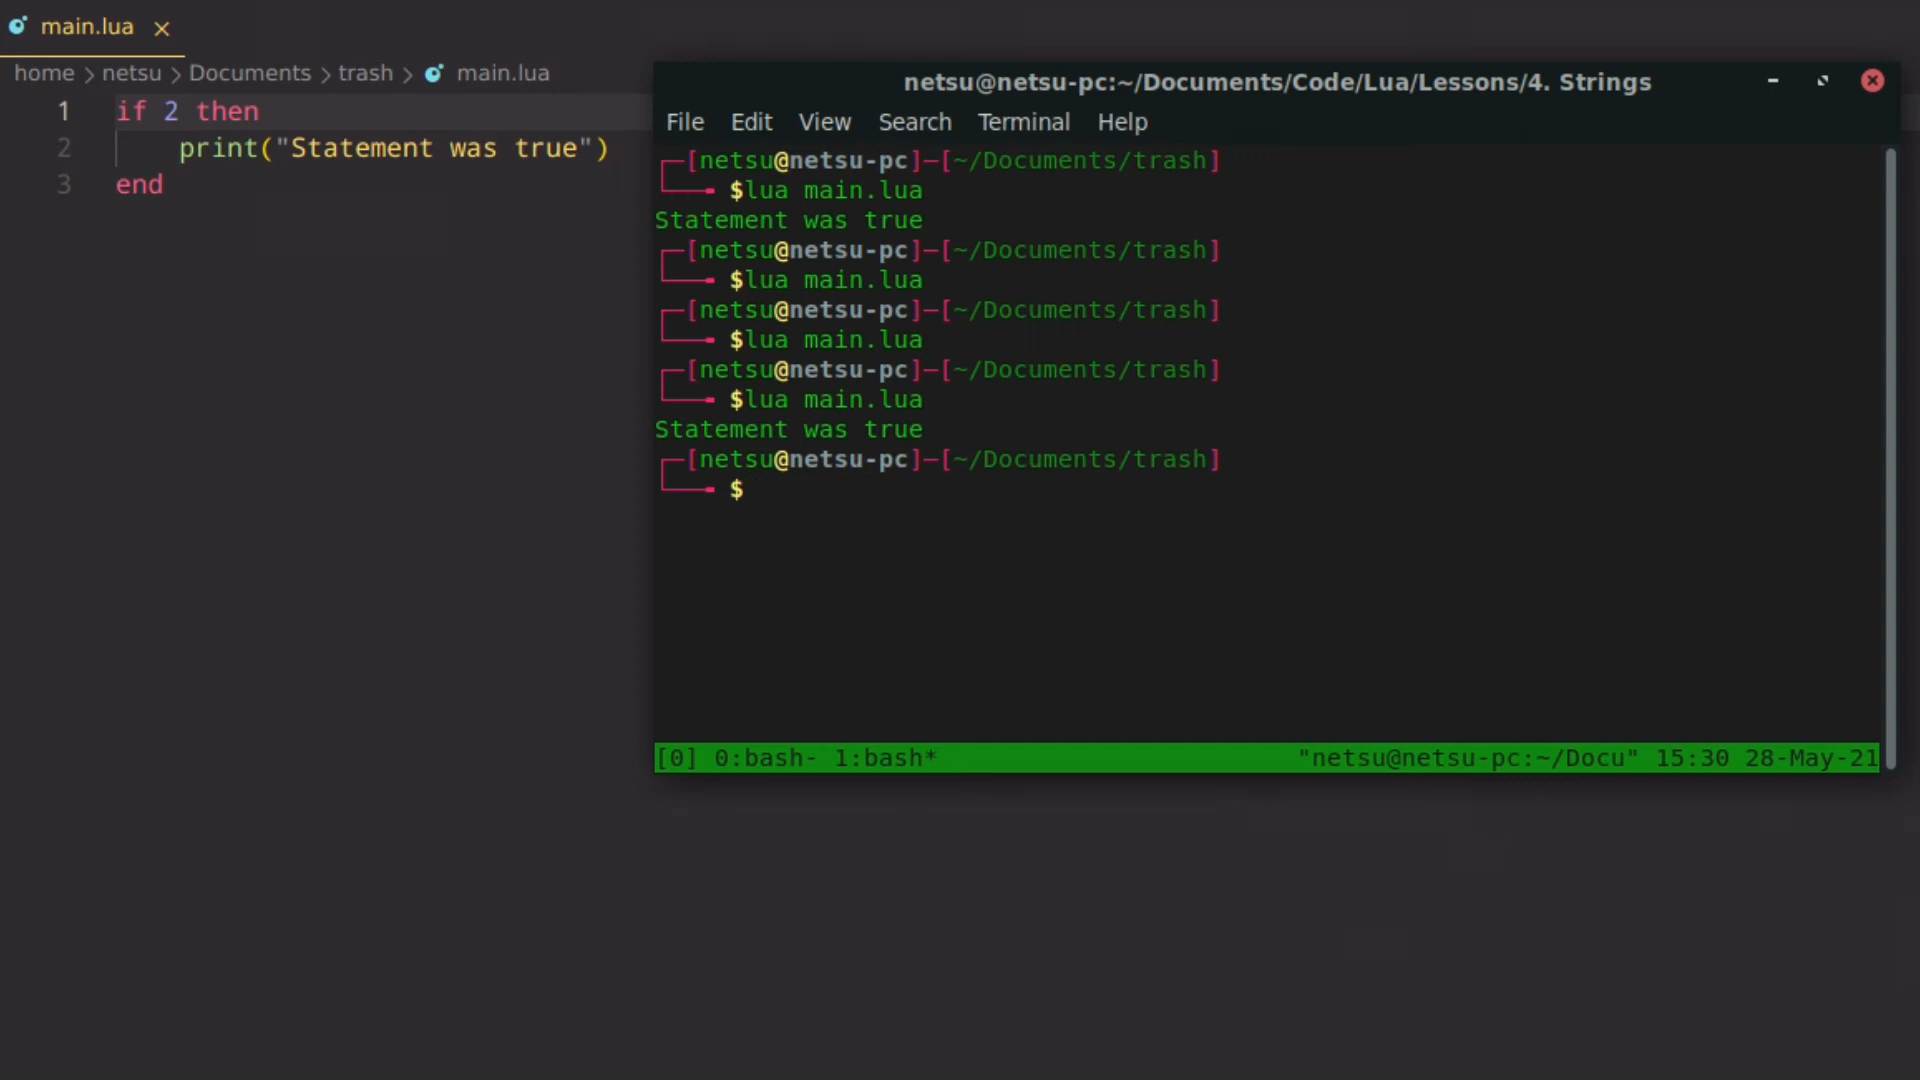 main.lua ×
home > netsu > Documents > trash > main.lua
1 if 2 then
2 print("Statement was true")
3 end
netsu@netsu-pc:~/Documents/Code/Lua/Lessons/4. Strings
File Edit View Search Terminal Help
┌─[netsu@netsu-pc]─[~/Documents/trash]
└──╼ $lua main.lua
Statement was true
┌─[netsu@netsu-pc]─[~/Documents/trash]
└──╼ $lua main.lua
┌─[netsu@netsu-pc]─[~/Documents/trash]
└──╼ $lua main.lua
┌─[netsu@netsu-pc]─[~/Documents/trash]
└──╼ $lua main.lua
Statement was true
┌─[netsu@netsu-pc]─[~/Documents/trash]
└──╼ $
[0] 0:bash- 1:bash* "netsu@netsu-pc:~/Docu" 15:30 28-May-21